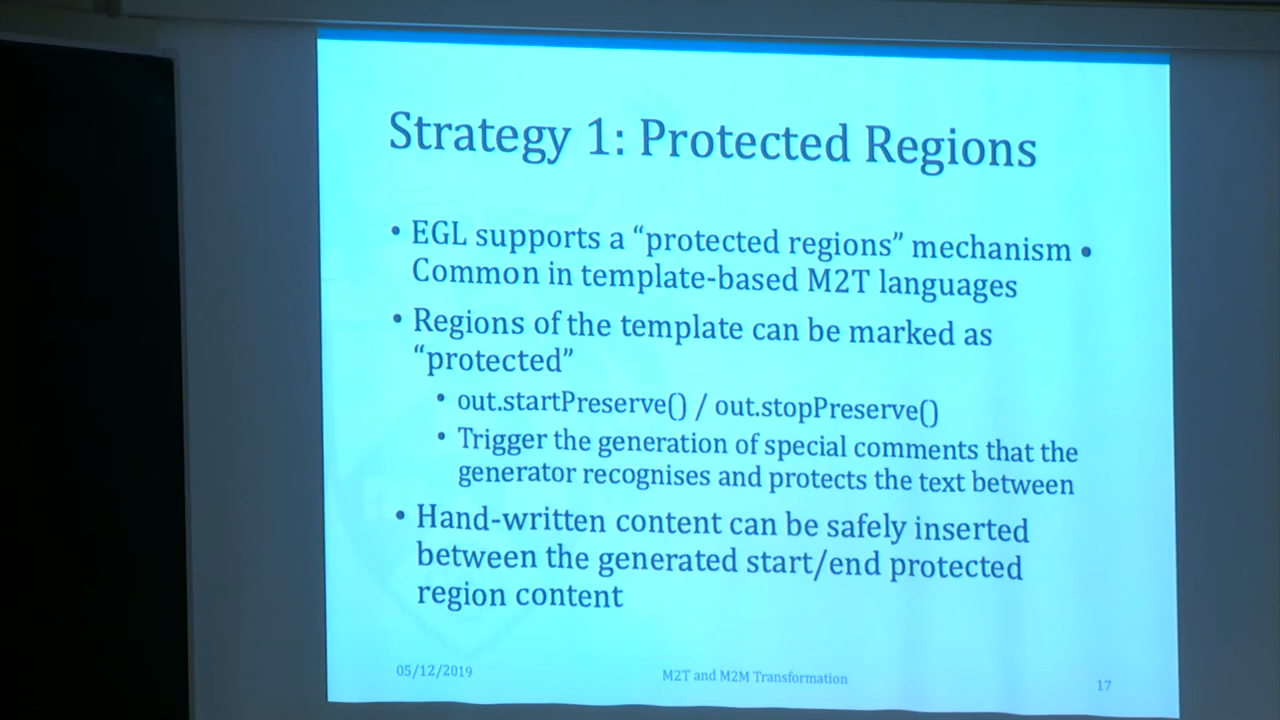 Strategy 1: Protected Regions
• EGL supports a “protected regions” mechanism •
Common in template-based M2T languages
• Regions of the template can be marked as
“protected”
• out.startPreserve() / out.stopPreserve()
• Trigger the generation of special comments that the
generator recognises and protects the text between
• Hand-written content can be safely inserted
between the generated start/end protected
region content
05/12/2019
M2T and M2M Transformation
17